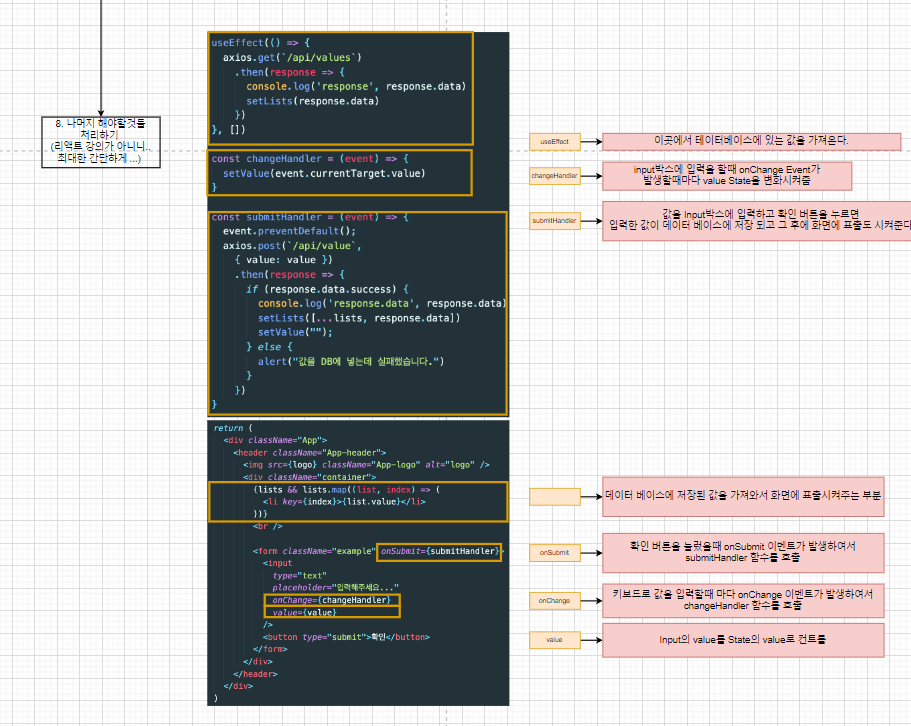 8. 나머지 해야할것들
처리하기
(리액트 강의가 아니니..
최대한 간단하게 ...)
useEffect(() => {
axios.get(`/api/values`)
.then(response => {
console.log('response', response.data)
setLists(response.data)
})
}, [])
const changeHandler = (event) => {
setValue(event.currentTarget.value)
}
const submitHandler = (event) => {
event.preventDefault();
axios.post(`/api/value`,
{ value: value })
.then(response => {
if (response.data.success) {
console.log('response.data', response.data)
setLists([...lists, response.data])
setValue("");
} else {
alert("값을 DB에 넣는데 실패했습니다.")
}
})
}
return (
<div className="App">
<header className="App-header">
<img src={logo} className="App-logo" alt="logo" />
<div className="container">
{lists && lists.map((list, index) => (
<li key={index}>{list.value}</li>
))}
<br />
<form className="example" onSubmit={submitHandler}>
<input
type="text"
placeholder="입력해주세요..."
onChange={changeHandler}
value={value}
/>
<button type="submit">확인</button>
</form>
</div>
</header>
</div>
)
useEffect
이곳에서 테이터베이스에 있는 값을 가져온다.
changeHandler
input박스에 입력을 할때 onChange Event가
발생할때마다 value State을 변화시켜줌
submitHandler
값을 Input박스에 입력하고 확인 버튼을 누르면
입력한 값이 데이터 베이스에 저장 되고 그 후에 화면에 표출도 시켜준다
데이터 베이스에 저장된 값을 가져와서 화면에 표출시켜주는 부분
onSubmit
확인 버튼을 눌렀을때 onSubmit 이벤트가 발생하여서
submitHandler 함수를 호출
onChange
키보드로 값을 입력할때 마다 onChange 이벤트가 발생하여서
changeHandler 함수를 호출
value
Input의 value를 State의 value로 컨트롤